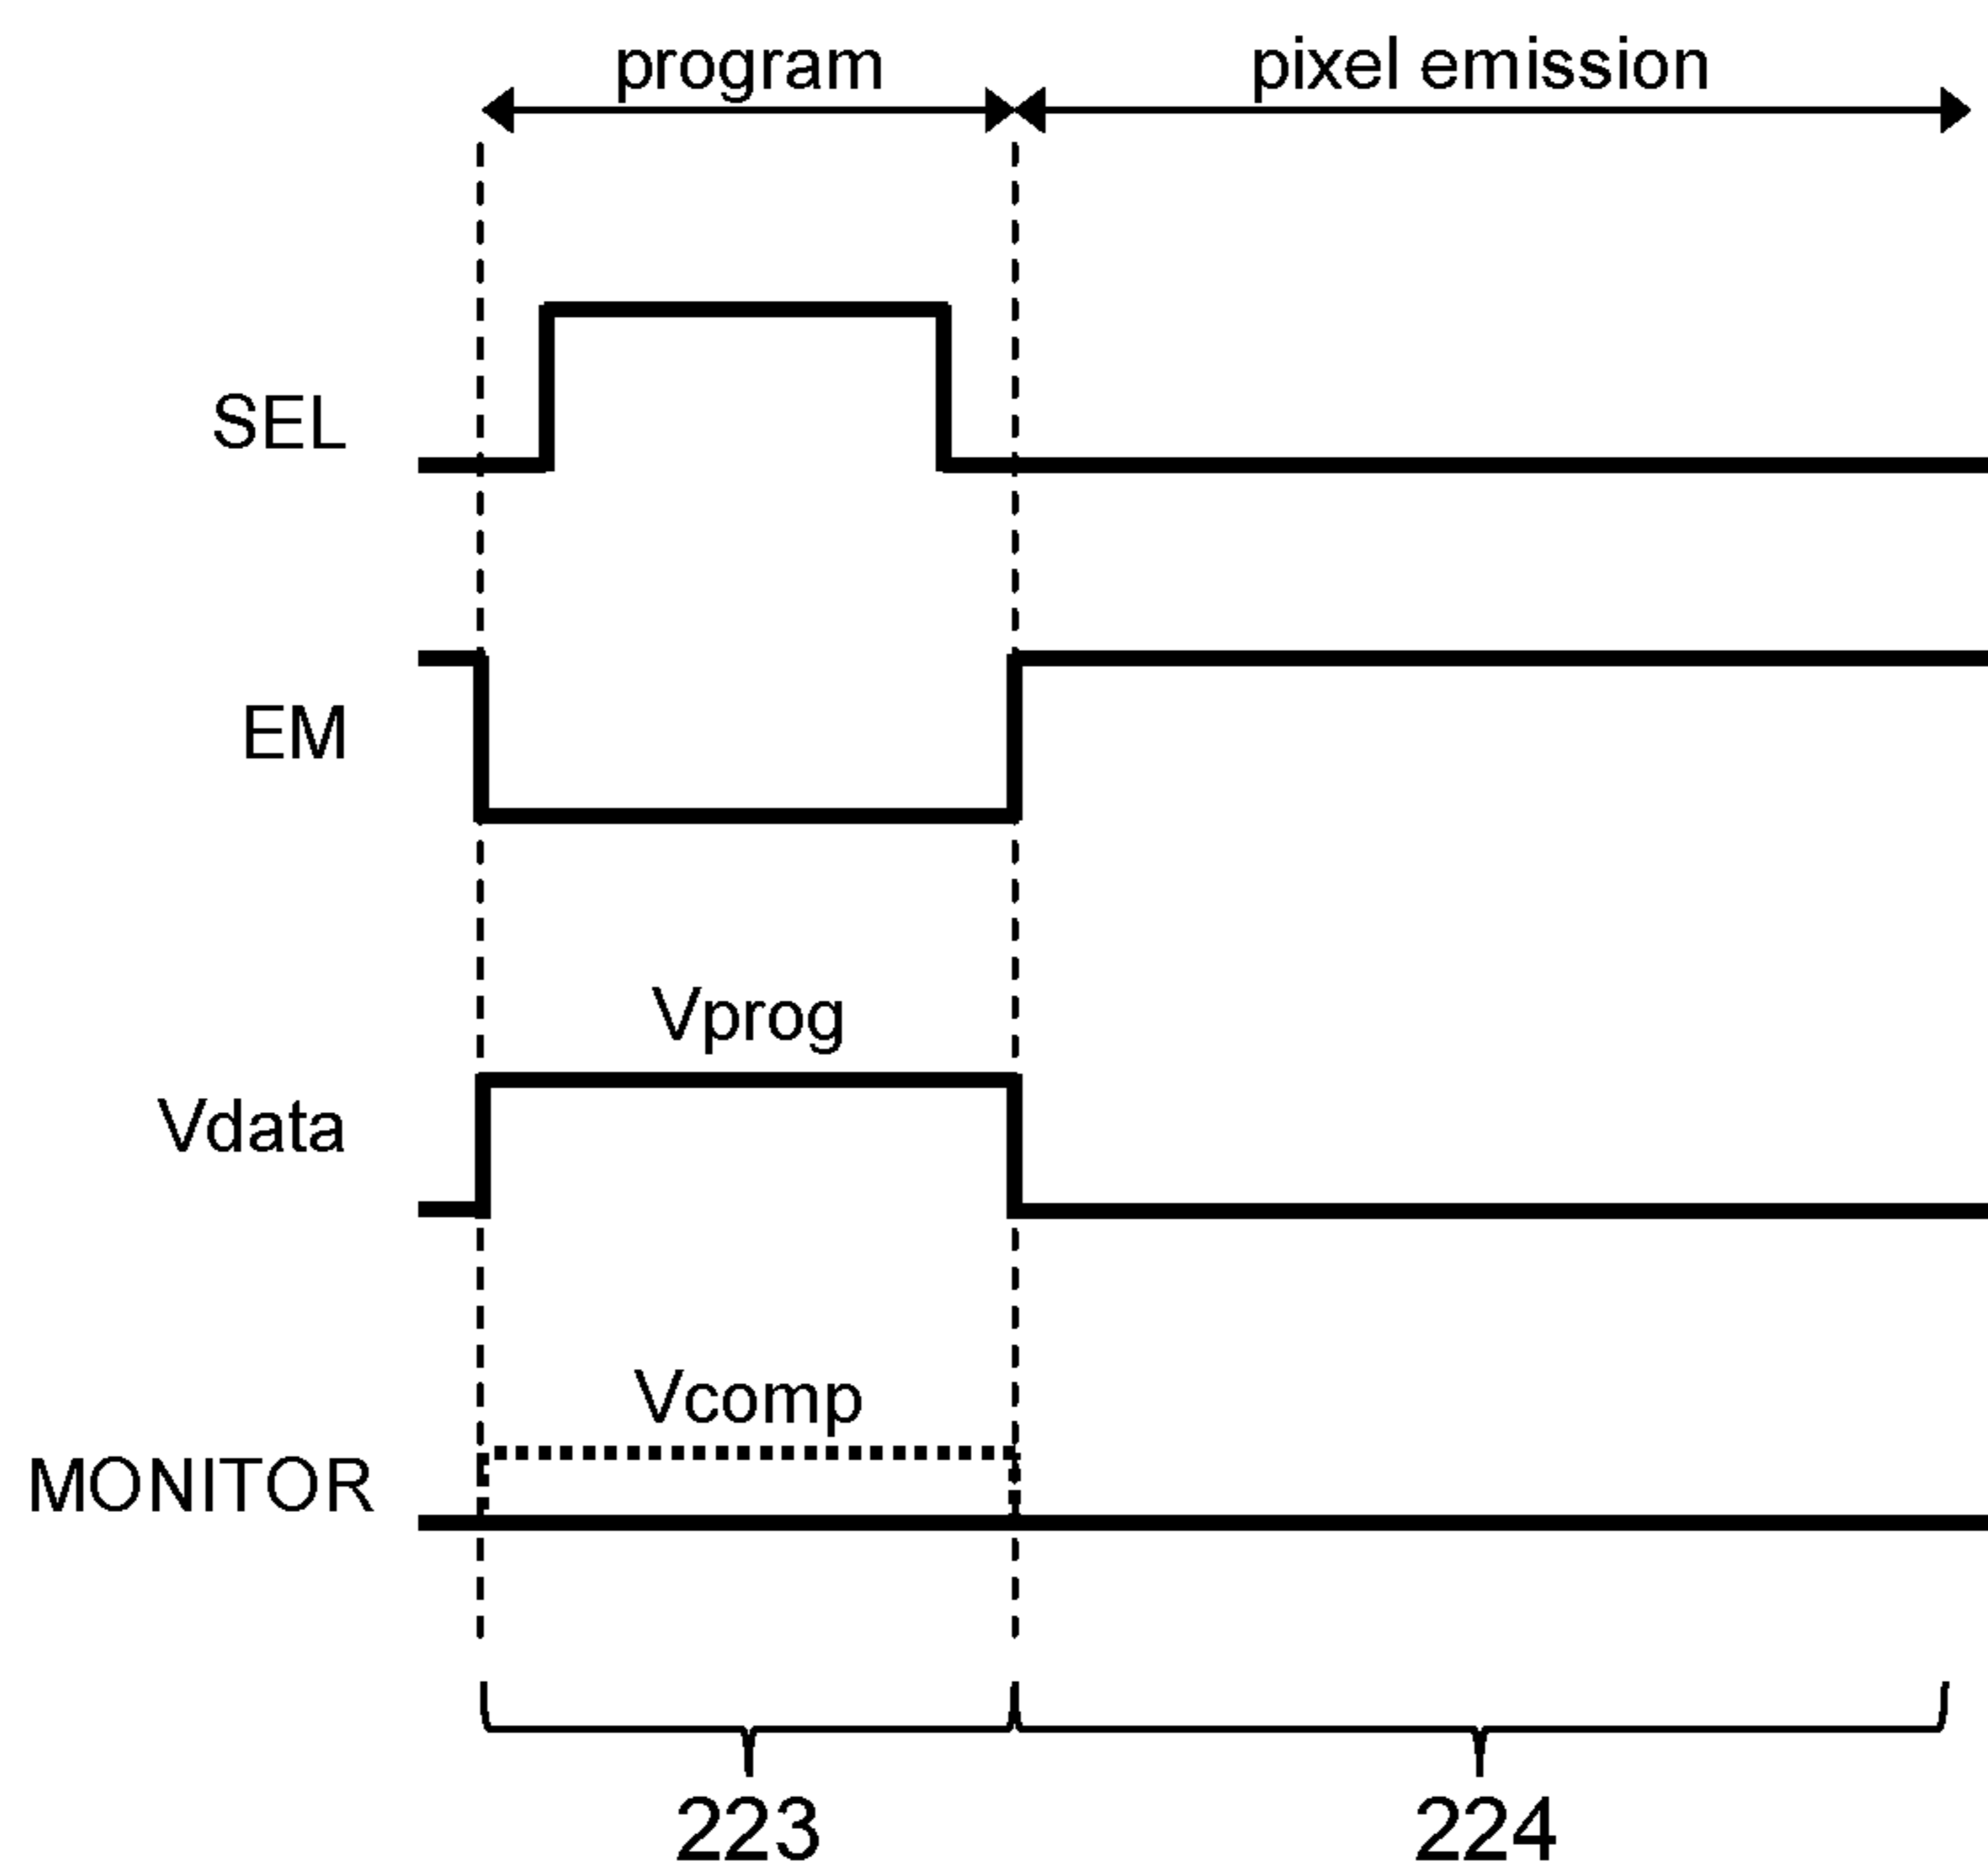 program
pixel emission
SEL
EM
Vprog
Vdata
Vcomp
MONITOR
223
224